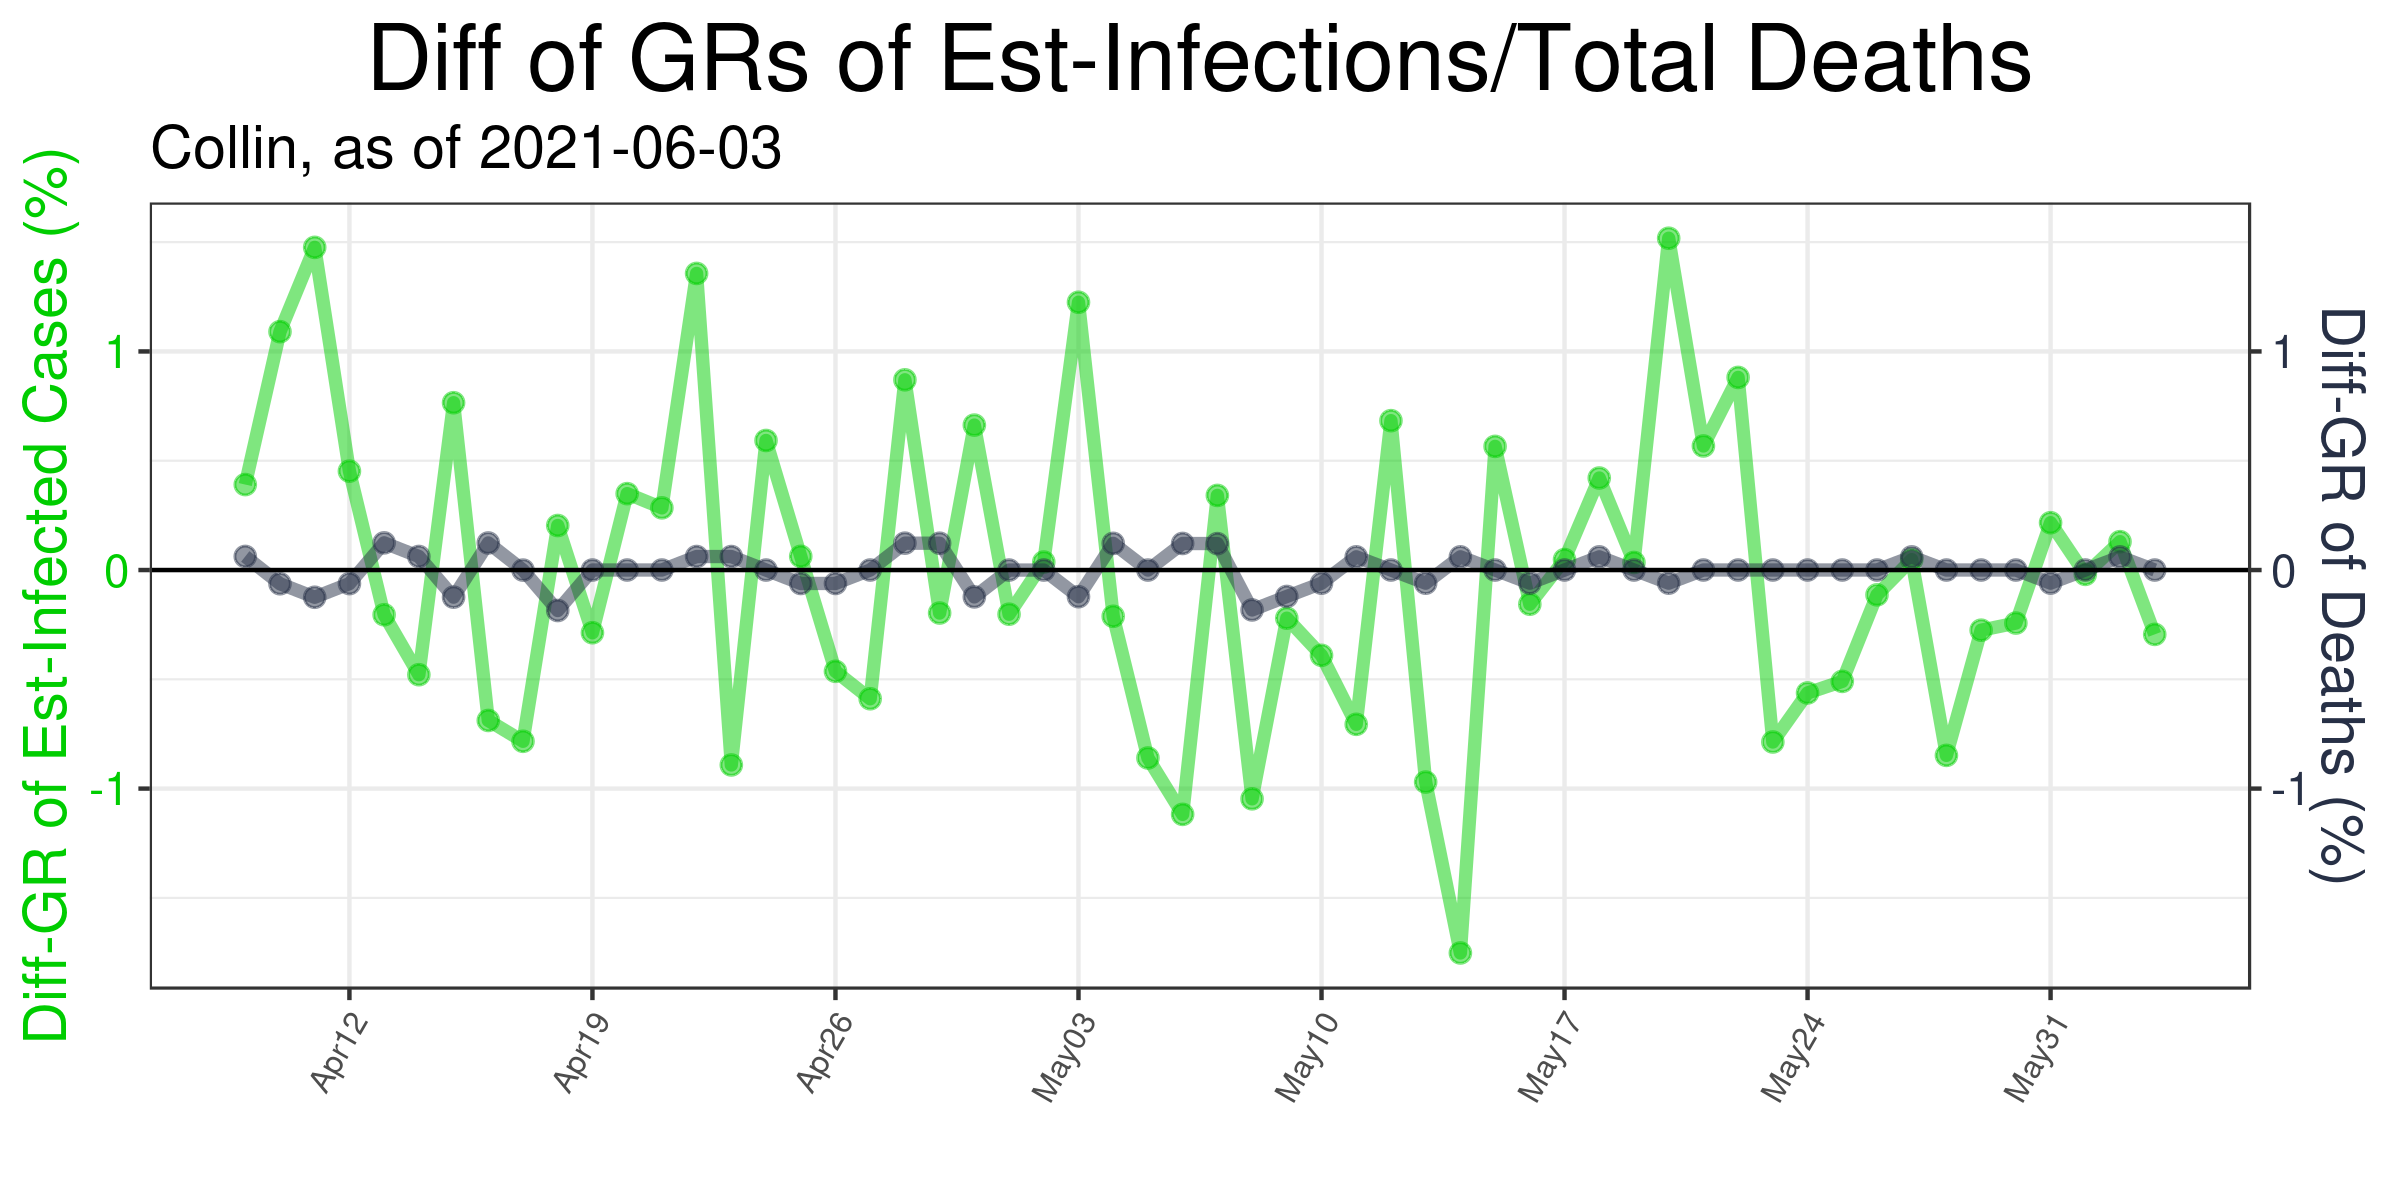 Diff of GRs of Est-Infections/Total Deaths
Collin, as of 2021-06-03
Diff-GR of Est-Infected Cases (%)
1
0
-1
1
0
-1
Diff-GR of Deaths (%)
Apr12
Apr19
Apr26
May03
May10
May17
May24
May31